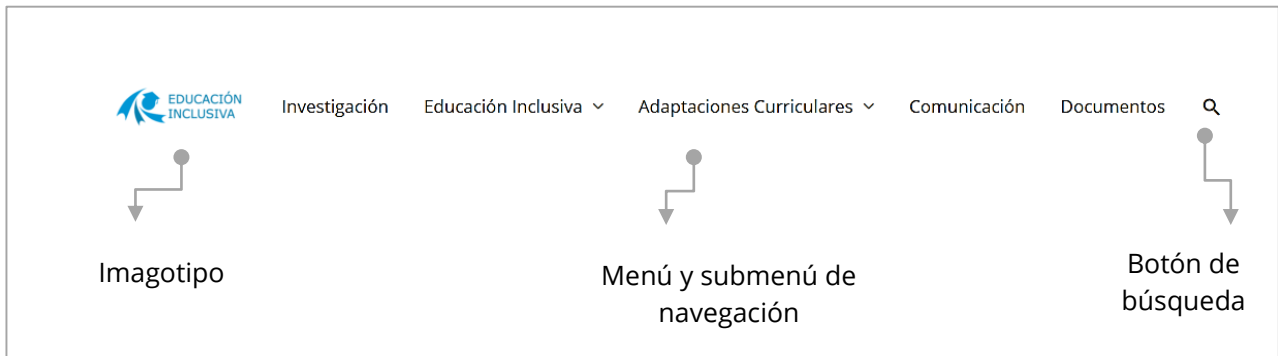 EDUCACIÓN
INCLUSIVA
Investigación Educación Inclusiva Adaptaciones Curriculares Comunicación Documentos
Imagotipo
Menú y submenú de
navegación
Botón de
búsqueda